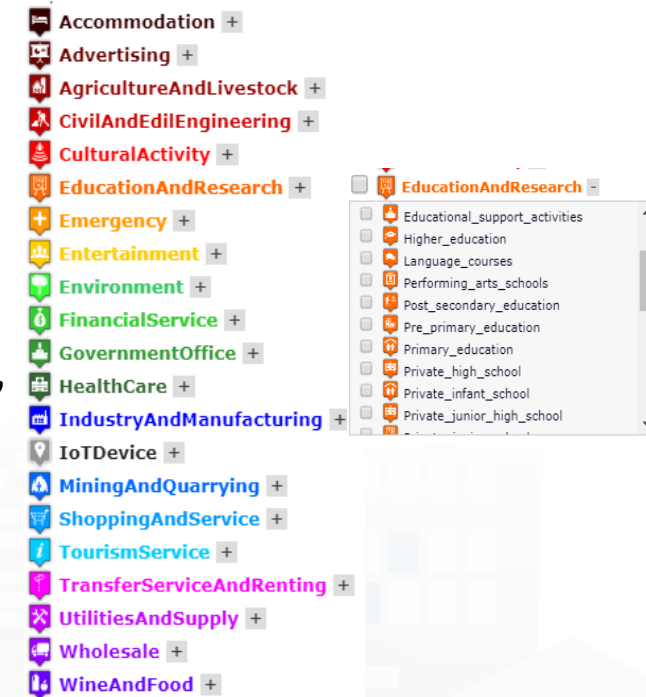 Accommodation +
Advertising +
AgricultureAndLivestock +
CivilAndEdilEngineering +
CulturalActivity +
EducationAndResearch +
Emergency +
Entertainment +
Environment +
FinancialService +
GovernmentOffice +
HealthCare +
IndustryAndManufacturing +
IoTDevice +
MiningAndQuarrying +
ShoppingAndService +
TourismService +
TransferServiceAndRenting +
UtilitiesAndSupply +
Wholesale +
WineAndFood +
EducationAndResearch -
Educational_support_activities
Higher_education
Language_courses
Performing_arts_schools
Post_secondary_education
Pre_primary_education
Primary_education
Private_high_school
Private_infant_school
Private_junior_high_school